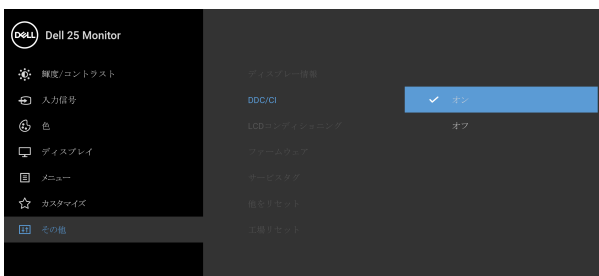 DELL
Dell 25 Monitor
輝度/コントラスト
入力信号
色
ディスプレイ
メニュー
カスタマイズ
その他
ディスプレー情報
DDC/CI
LCDコンディショニング
ファームウェア
サービスタグ
他をリセット
工場リセット
オン
オフ